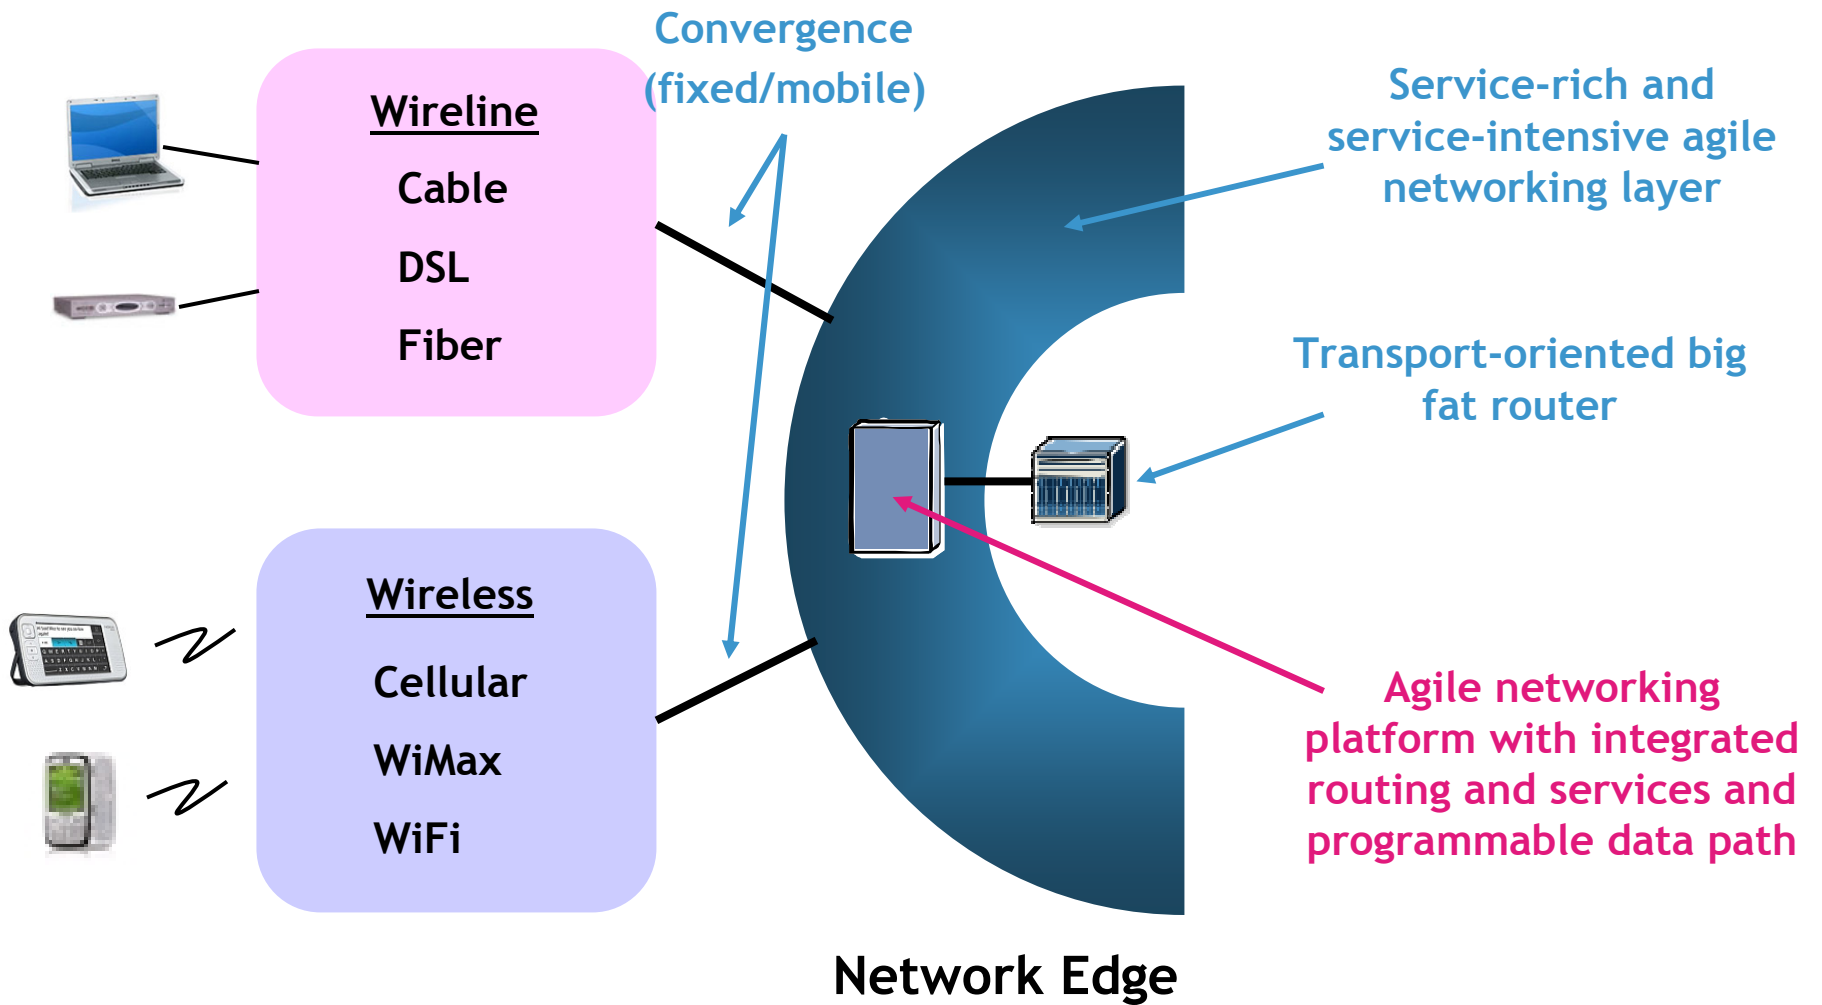 Convergence
(fixed/mobile)
Wireline
Cable
DSL
Fiber
Wireless
Cellular
WiMax
WiFi
Service-rich and
service-intensive agile
networking layer
Transport-oriented big
fat router
Agile networking
platform with integrated
routing and services and
programmable data path
Network Edge